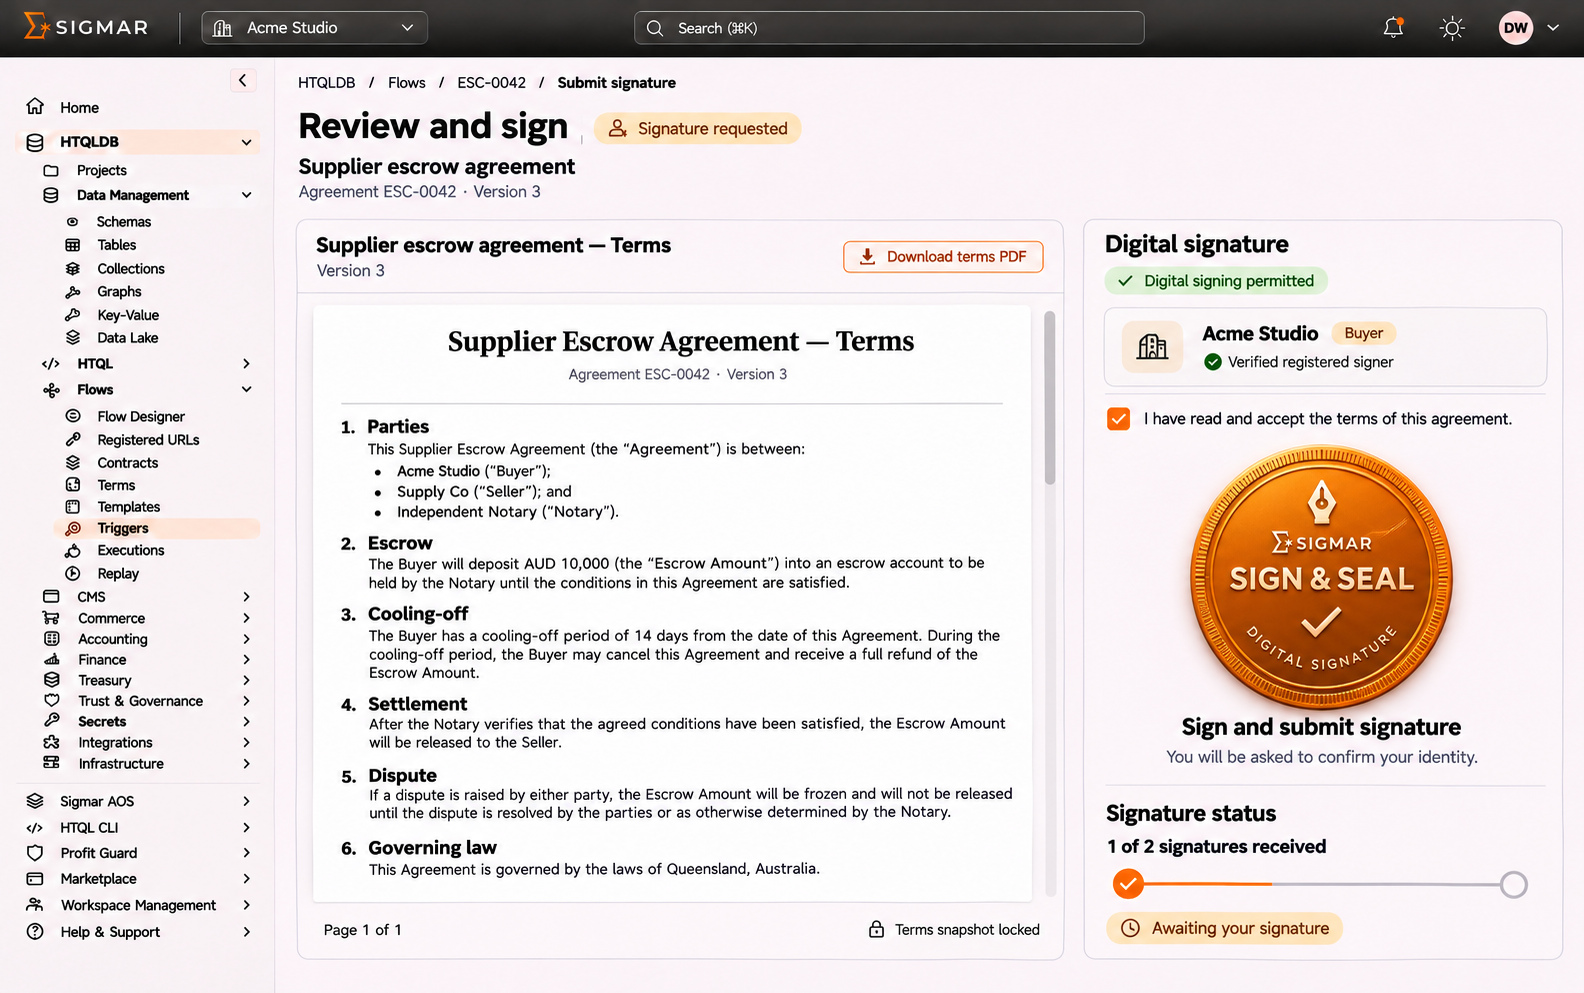 SIGMAR
Acme Studio
Search (⌘K)
DW
Home
HTQLDB
Projects
Data Management
Schemas
Tables
Collections
Graphs
Key-Value
Data Lake
HTQL
Flows
Flow Designer
Registered URLs
Contracts
Terms
Templates
Triggers
Executions
Replay
CMS
Commerce
Accounting
Finance
Treasury
Trust & Governance
Secrets
Integrations
Infrastructure
Sigmar AOS
HTQL CLI
Profit Guard
Marketplace
Workspace Management
Help & Support
HTQLDB / Flows / ESC-0042 / Submit signature
Review and sign
Signature requested
Supplier escrow agreement
Agreement ESC-0042 · Version 3
Supplier escrow agreement — Terms
Version 3
Download terms PDF
Supplier Escrow Agreement — Terms
Agreement ESC-0042 · Version 3
1. Parties
This Supplier Escrow Agreement (the “Agreement”) is between:
• Acme Studio (“Buyer”);
• Supply Co (“Seller”); and
• Independent Notary (“Notary”).
2. Escrow
The Buyer will deposit AUD 10,000 (the “Escrow Amount”) into an escrow account to be
held by the Notary until the conditions in this Agreement are satisfied.
3. Cooling-off
The Buyer has a cooling-off period of 14 days from the date of this Agreement. During the
cooling-off period, the Buyer may cancel this Agreement and receive a full refund of the
Escrow Amount.
4. Settlement
After the Notary verifies that the agreed conditions have been satisfied, the Escrow Amount
will be released to the Seller.
5. Dispute
If a dispute is raised by either party, the Escrow Amount will be frozen and will not be released
until the dispute is resolved by the parties or as otherwise determined by the Notary.
6. Governing law
This Agreement is governed by the laws of Queensland, Australia.
Page 1 of 1
Terms snapshot locked
Digital signature
Digital signing permitted
Acme Studio
Buyer
Verified registered signer
I have read and accept the terms of this agreement.
SIGMAR
SIGN & SEAL
DIGITAL SIGNATURE
Sign and submit signature
You will be asked to confirm your identity.
Signature status
1 of 2 signatures received
Awaiting your signature